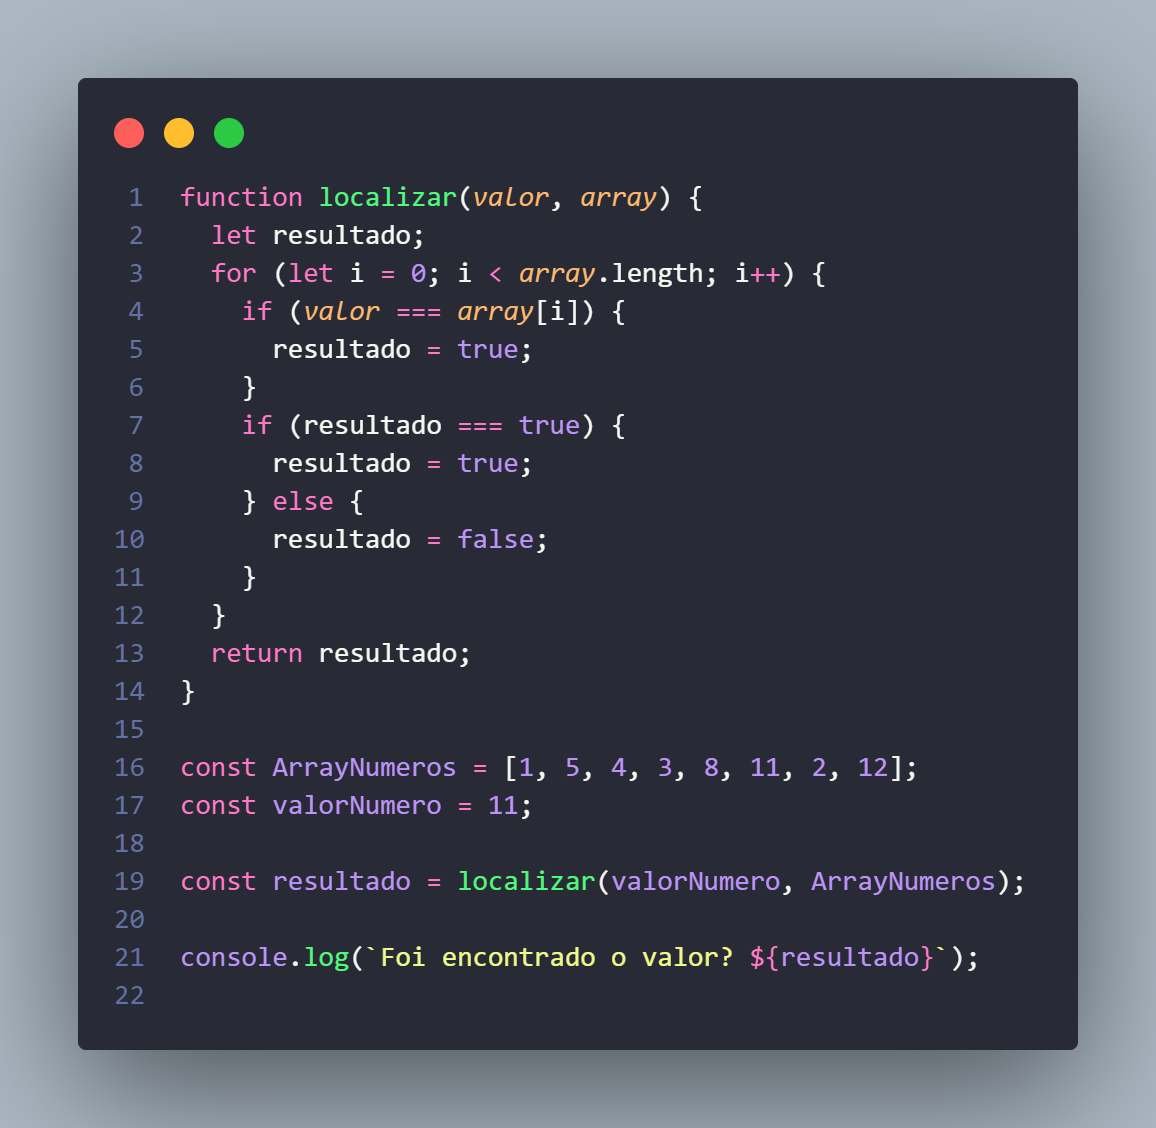 1 function localizar(valor, array) {
2   let resultado;
3   for (let i = 0; i < array.length; i++) {
4     if (valor === array[i]) {
5       resultado = true;
6     }
7     if (resultado === true) {
8       resultado = true;
9     } else {
10       resultado = false;
11     }
12   }
13   return resultado;
14 }
15
16 const ArrayNumeros = [1, 5, 4, 3, 8, 11, 2, 12];
17 const valorNumero = 11;
18
19 const resultado = localizar(valorNumero, ArrayNumeros);
20
21 console.log(`Foi encontrado o valor? ${resultado}`);
22